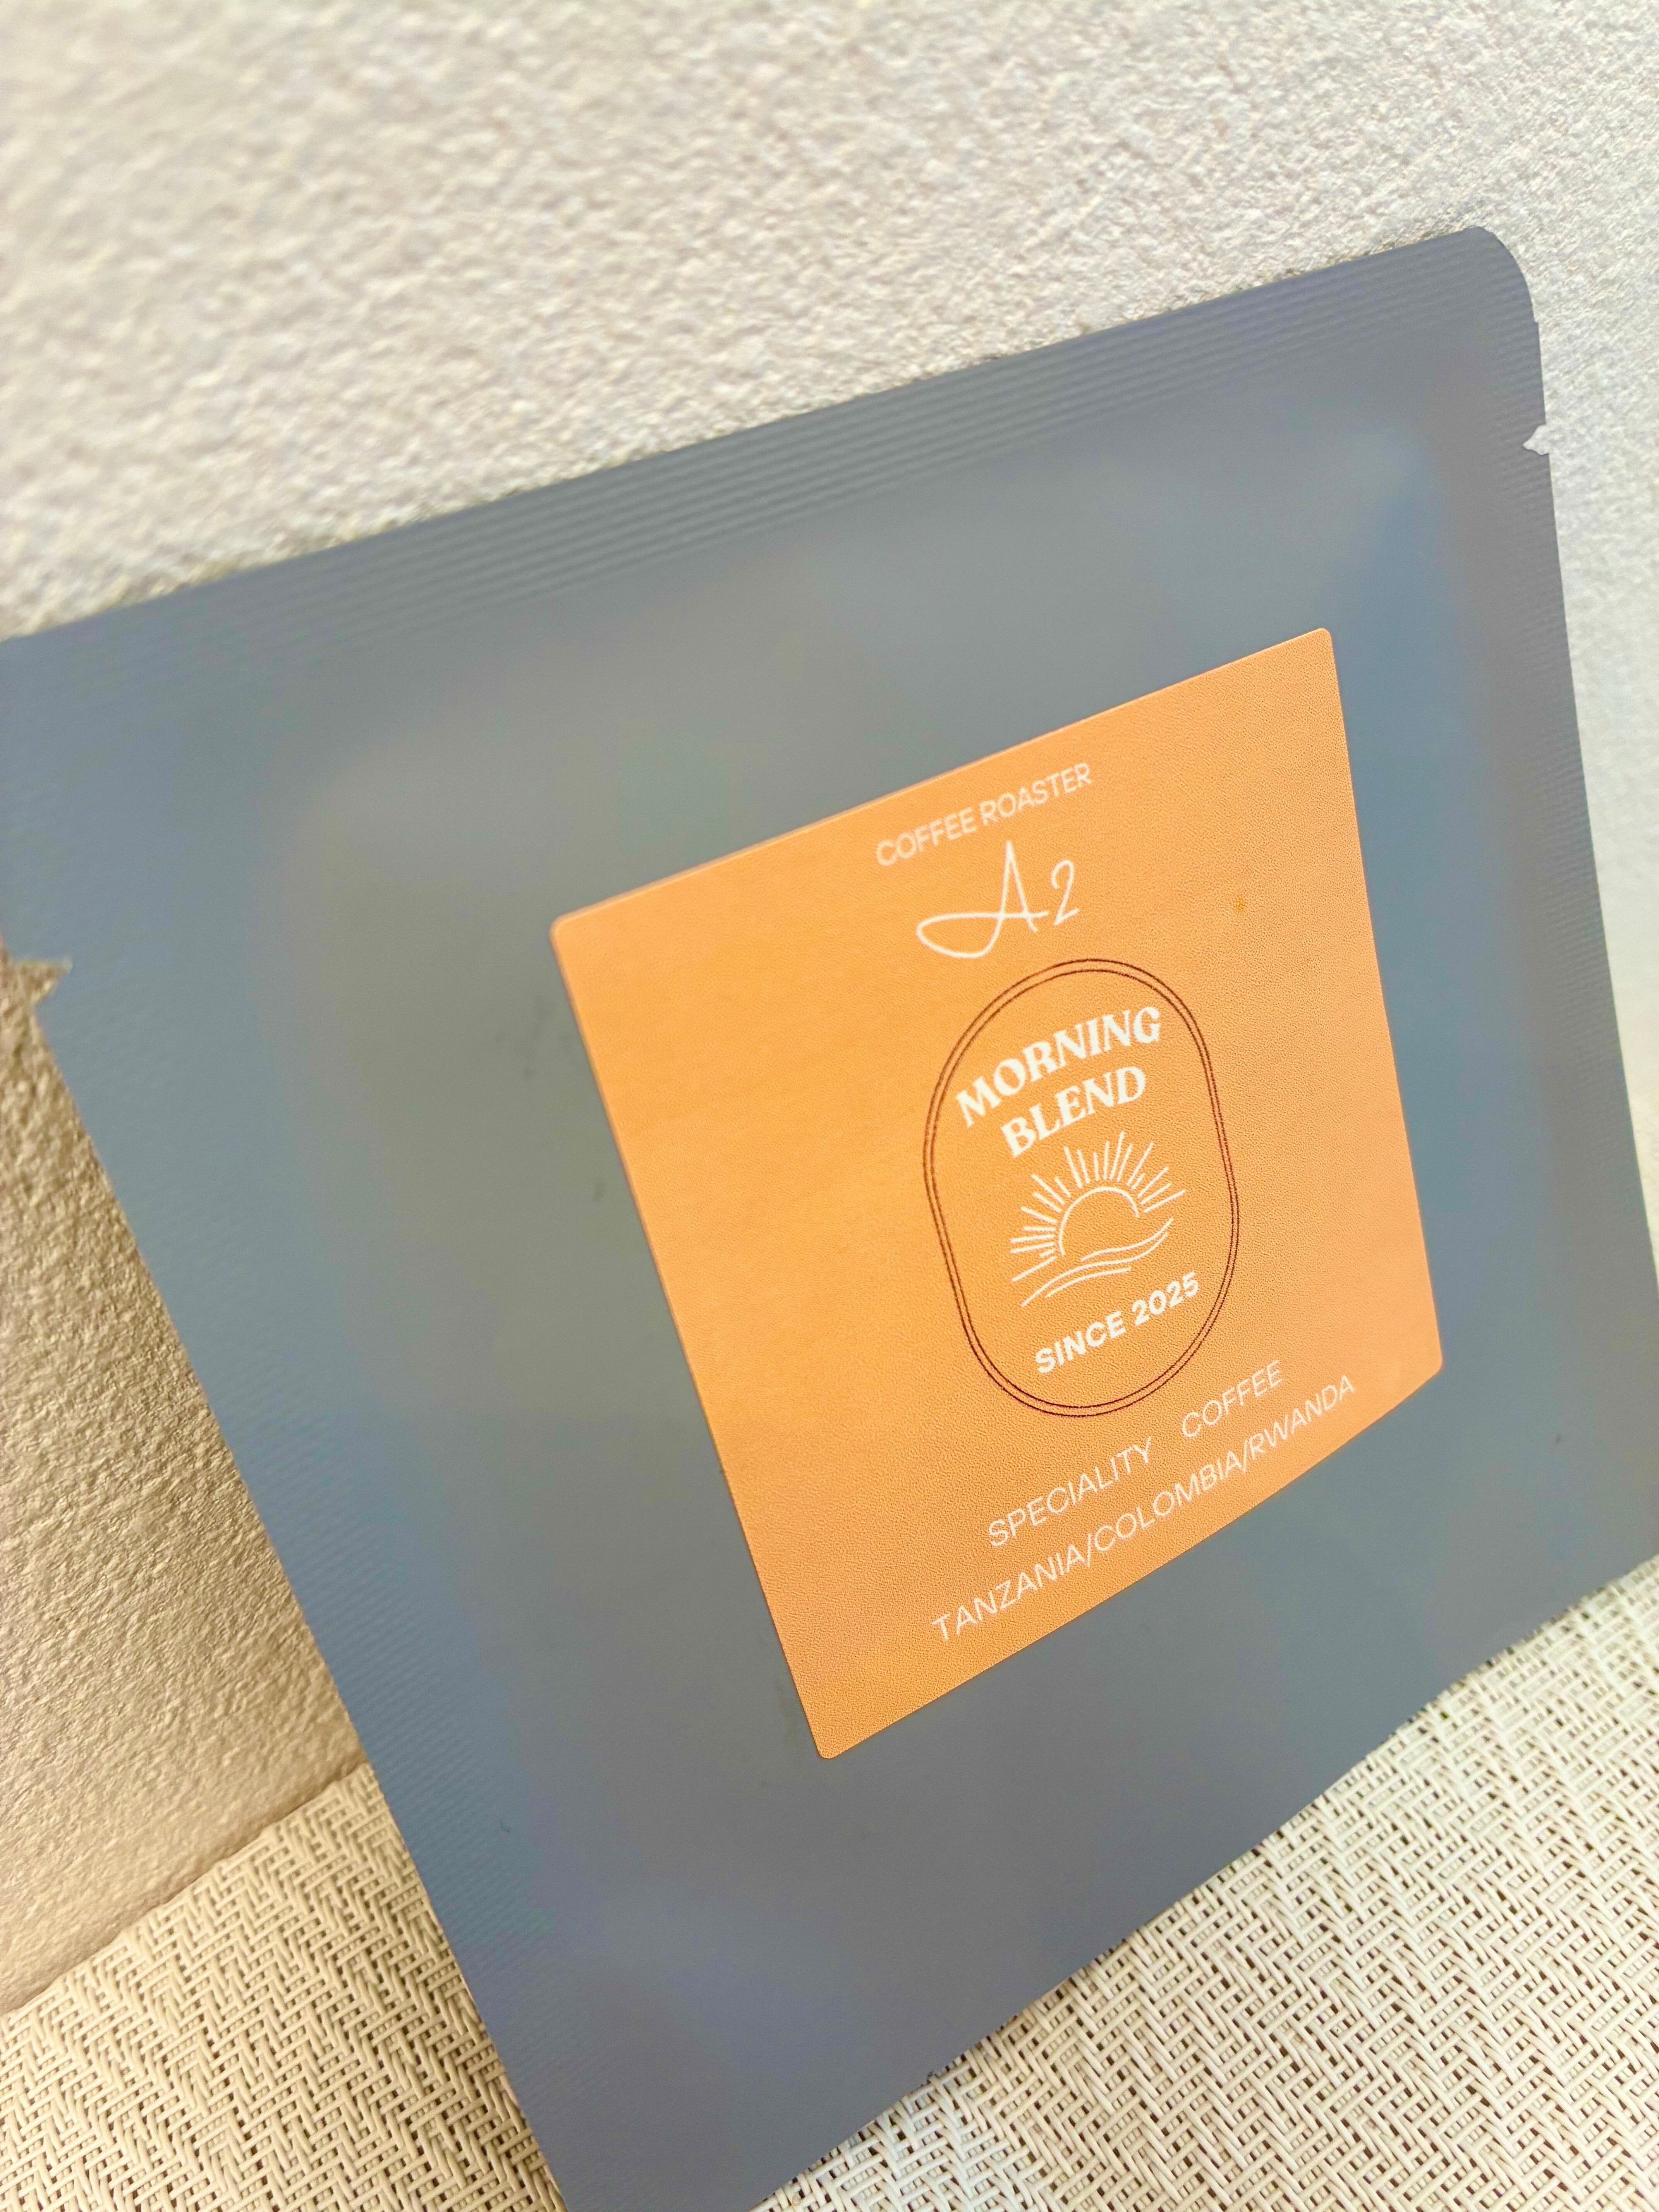 COFFEE ROASTER
A2
MORNING
BLEND
SINCE 2025
SPECIALITY COFFEE
TANZANIA/COLOMBIA/RWANDA